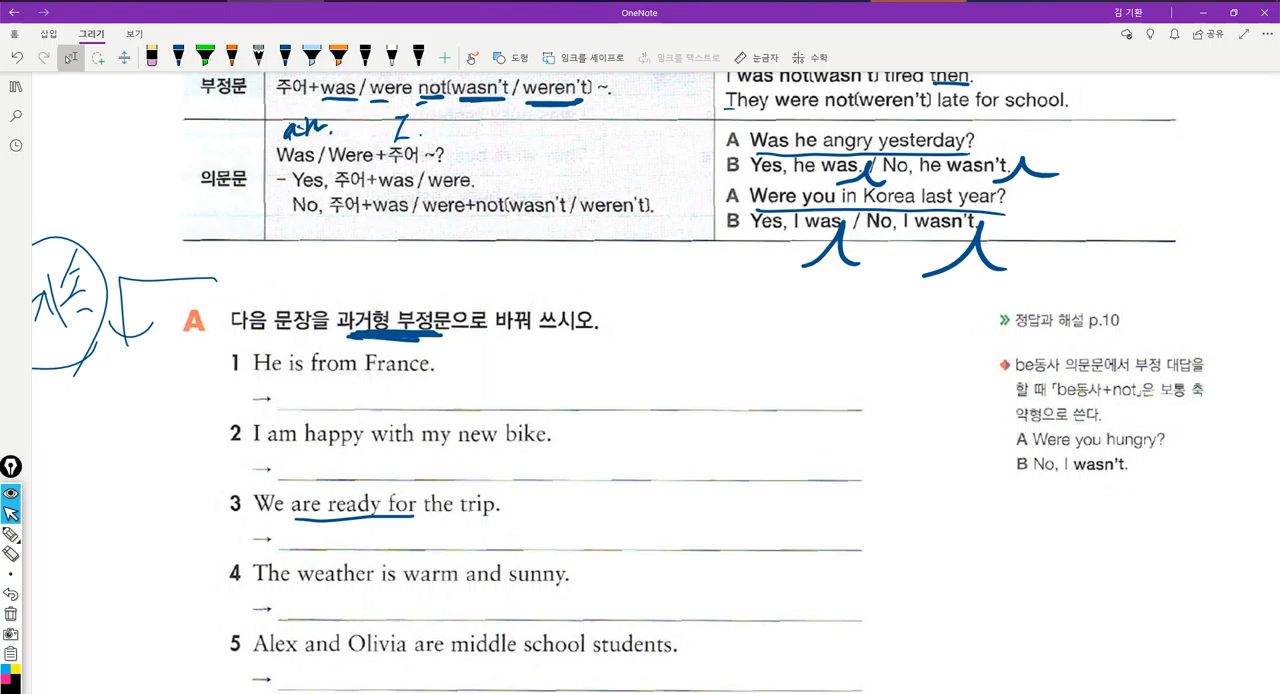 OneNote
김 기환
홈 삽입 그리기 보기
공유
도형 잉크를 셰이프로 잉크를 텍스트로 눈금자 수학
부정문
주어+was / were not(wasn't / weren't) ~.
I was not(wasn't) tired then.
They were not(weren't) late for school.
am. I.
의문문
Was / Were+주어 ~?
– Yes, 주어+was / were.
No, 주어+was / were+not(wasn't / weren't).
A Was he angry yesterday?
B Yes, he was. / No, he wasn't.
A Were you in Korea last year?
B Yes, I was. / No, I wasn't.
A 다음 문장을 과거형 부정문으로 바꿔 쓰시오.
1 He is from France.
→
2 I am happy with my new bike.
→
3 We are ready for the trip.
→
4 The weather is warm and sunny.
→
5 Alex and Olivia are middle school students.
→
정답과 해설 p.10
be동사 의문문에서 부정 대답을
할 때 「be동사+not」은 보통 축
약형으로 쓴다.
A Were you hungry?
B No, I wasn't.